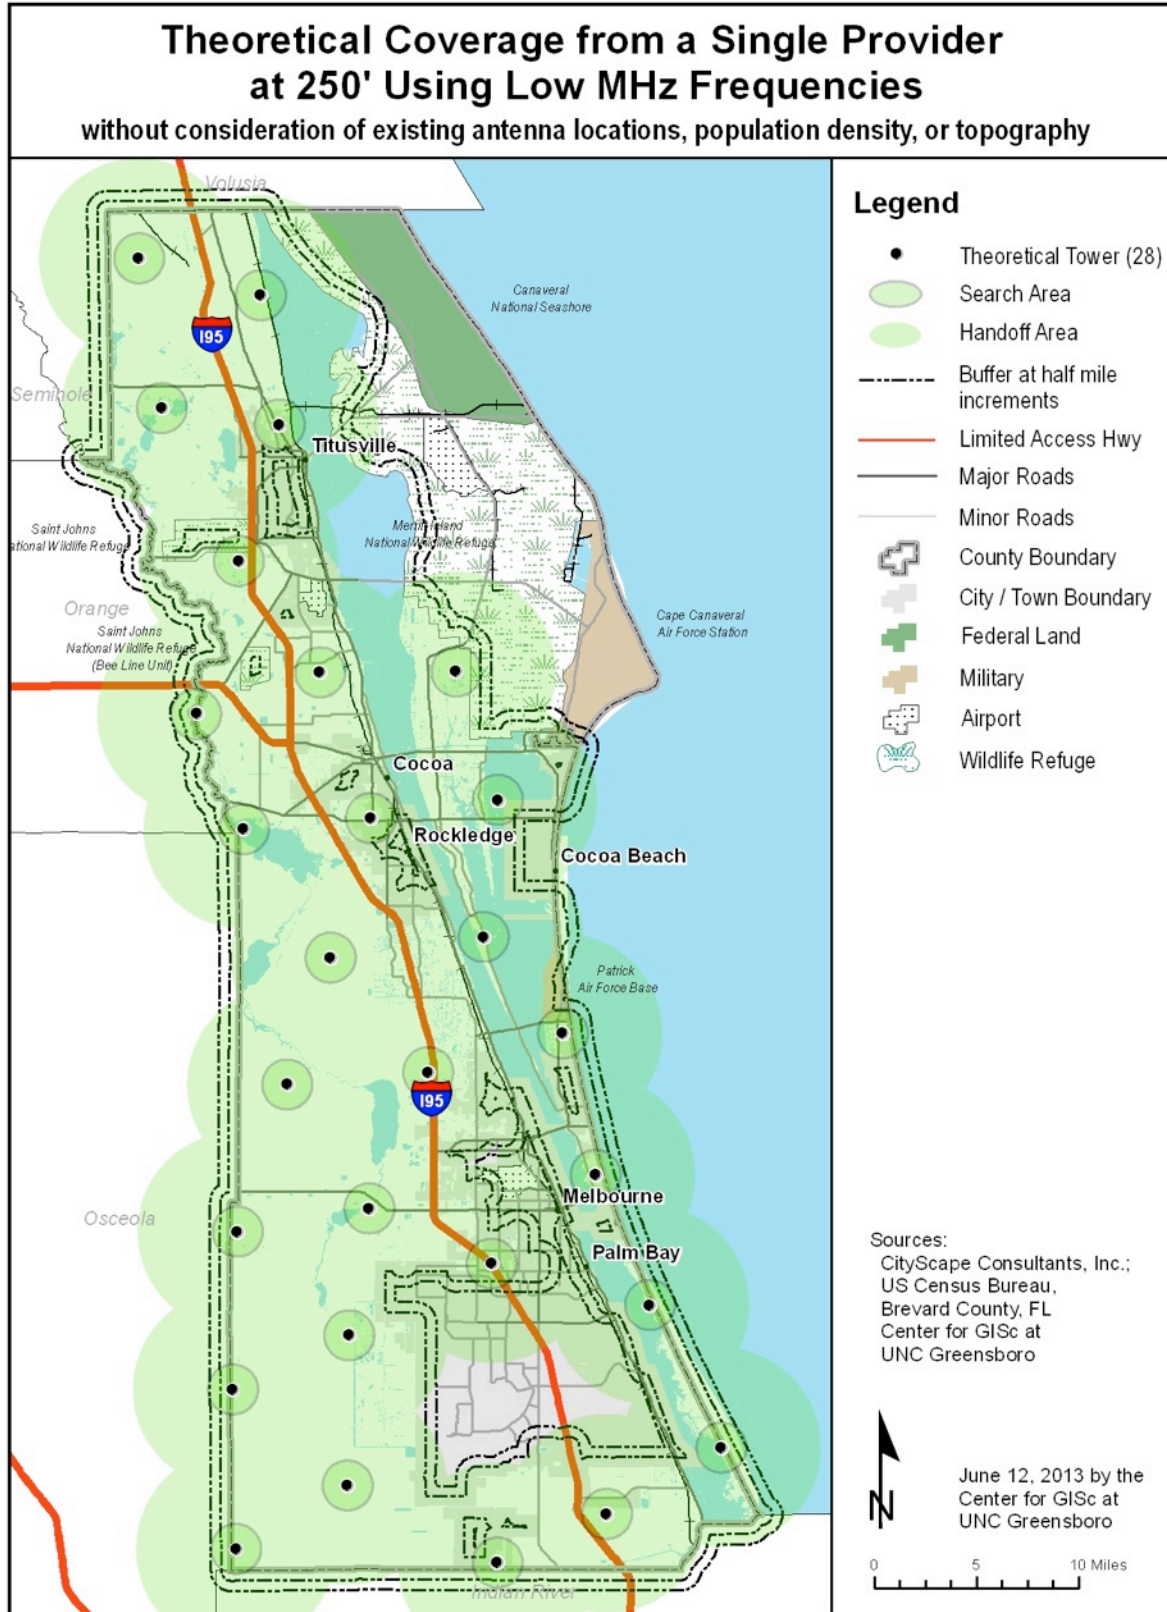 Theoretical Coverage from a Single Provider
at 250' Using Low MHz Frequencies
without consideration of existing antenna locations, population density, or topography
Volusia
Canaveral
National Seashore
I95
Seminole
Titusville
Saint Johns
National Wildlife Refuge
Merritt Island
National Wildlife Refuge
Orange
Saint Johns
National Wildlife Refuge
(Bee Line Unit)
Cape Canaveral
Air Force Station
Cocoa
Rockledge
Cocoa Beach
Patrick
Air Force Base
I95
Melbourne
Osceola
Palm Bay
Indian River
Legend
Theoretical Tower (28)
Search Area
Handoff Area
Buffer at half mile
increments
Limited Access Hwy
Major Roads
Minor Roads
County Boundary
City / Town Boundary
Federal Land
Military
Airport
Wildlife Refuge
Sources:
CityScape Consultants, Inc.;
US Census Bureau,
Brevard County, FL
Center for GISc at
UNC Greensboro
N
June 12, 2013 by the
Center for GISc at
UNC Greensboro
0 5 10 Miles